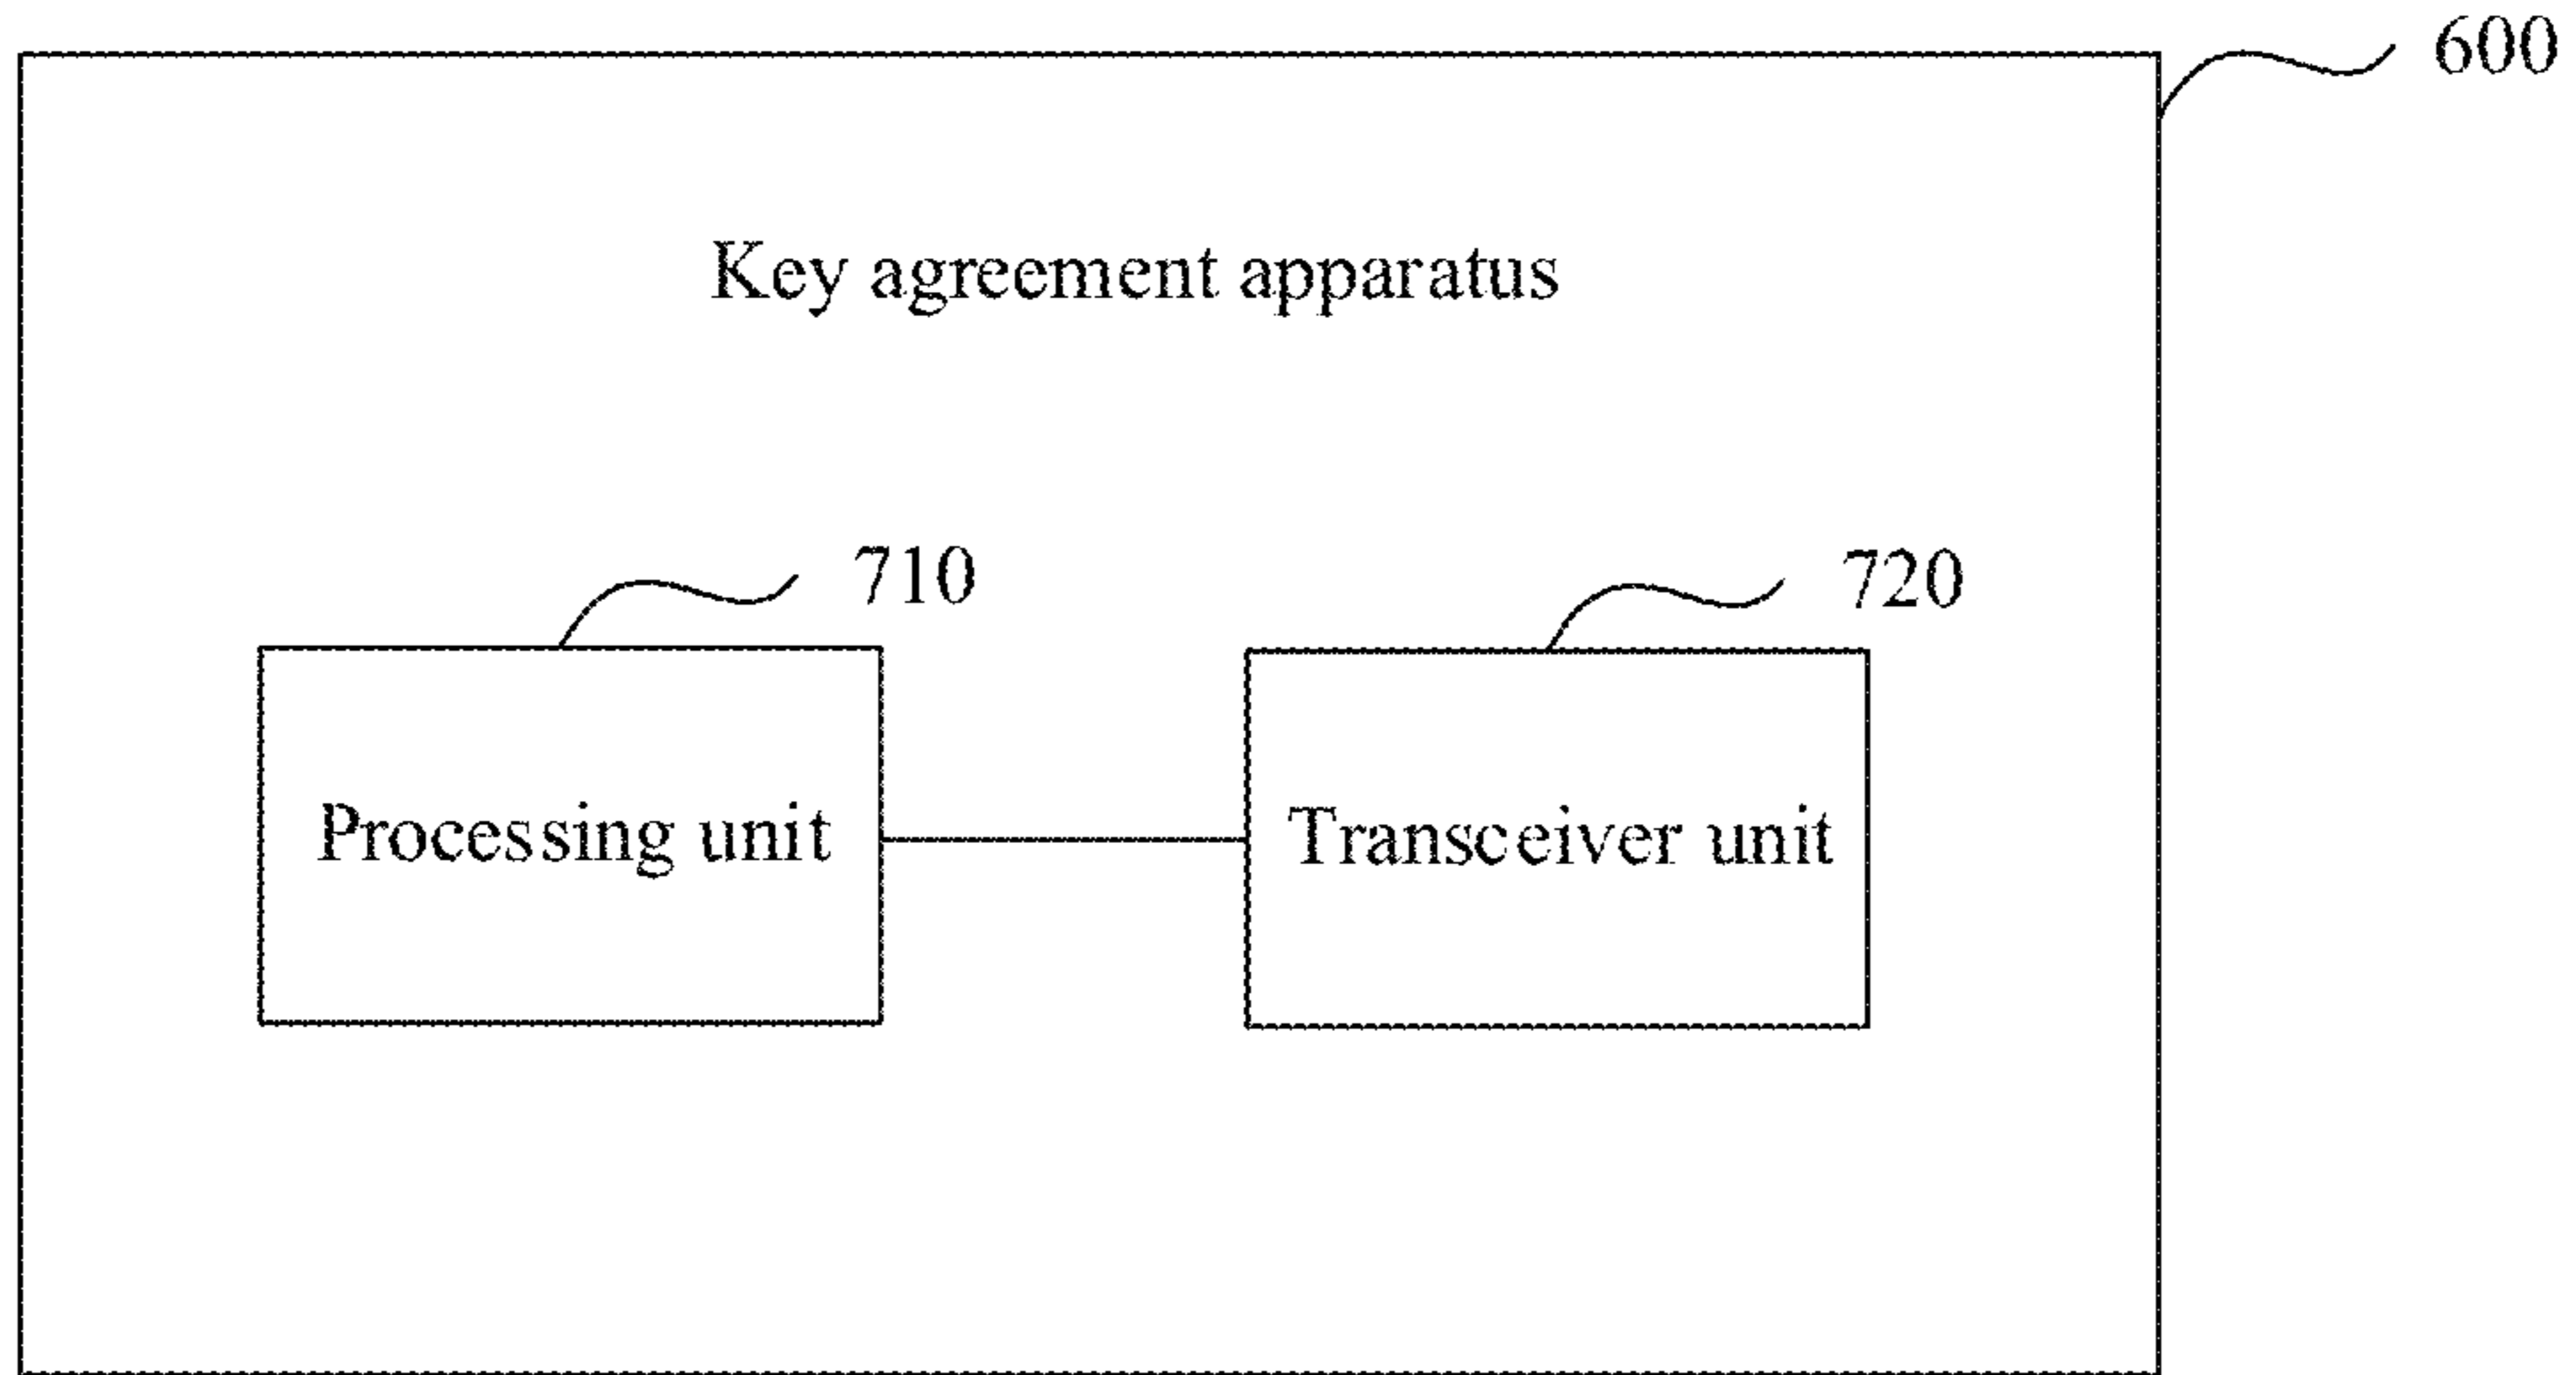 600
Key agreement apparatus
710
720
Processing unit
Transceiver unit